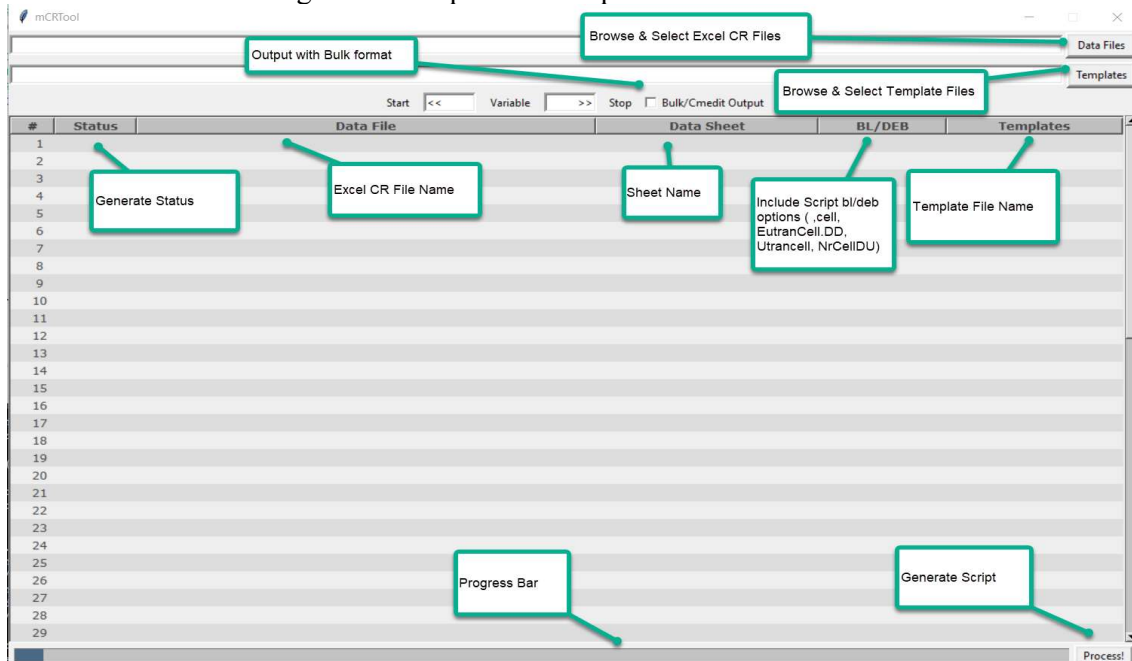 mCRTool
Browse & Select Excel CR Files
Data Files
Output with Bulk format
Templates
Browse & Select Template Files
Start << Variable >> Stop Bulk/Cmedit Output
# Status Data File Data Sheet BL/DEB Templates
1
2
3
4
5
6
7
8
9
10
11
12
13
14
15
16
17
18
19
20
21
22
23
24
25
26
27
28
29
Generate Status
Excel CR File Name
Sheet Name
Include Script bl/deb
options ( ,cell,
EutranCell.DD,
Utrancell, NrCellDU)
Template File Name
Progress Bar
Generate Script
Process!